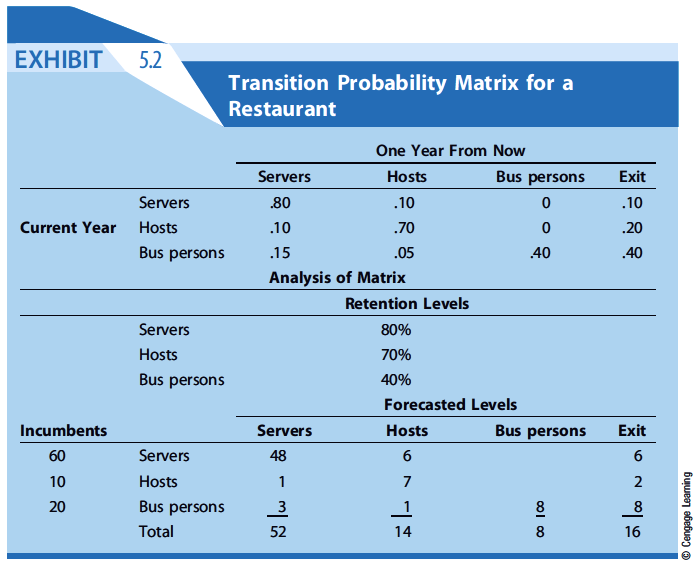 EXHIBIT 5.2
Transition Probability Matrix for a
Restaurant
One Year From Now
Servers Hosts Bus persons Exit
Servers .80 .10 0 .10
Current Year Hosts .10 .70 0 .20
Bus persons .15 .05 .40 .40
Analysis of Matrix
Retention Levels
Servers 80%
Hosts 70%
Bus persons 40%
Forecasted Levels
Incumbents Servers Hosts Bus persons Exit
60 Servers 48 6 6
10 Hosts 1 7 2
20 Bus persons 3 1 8 8
Total 52 14 8 16
© Cengage Learning